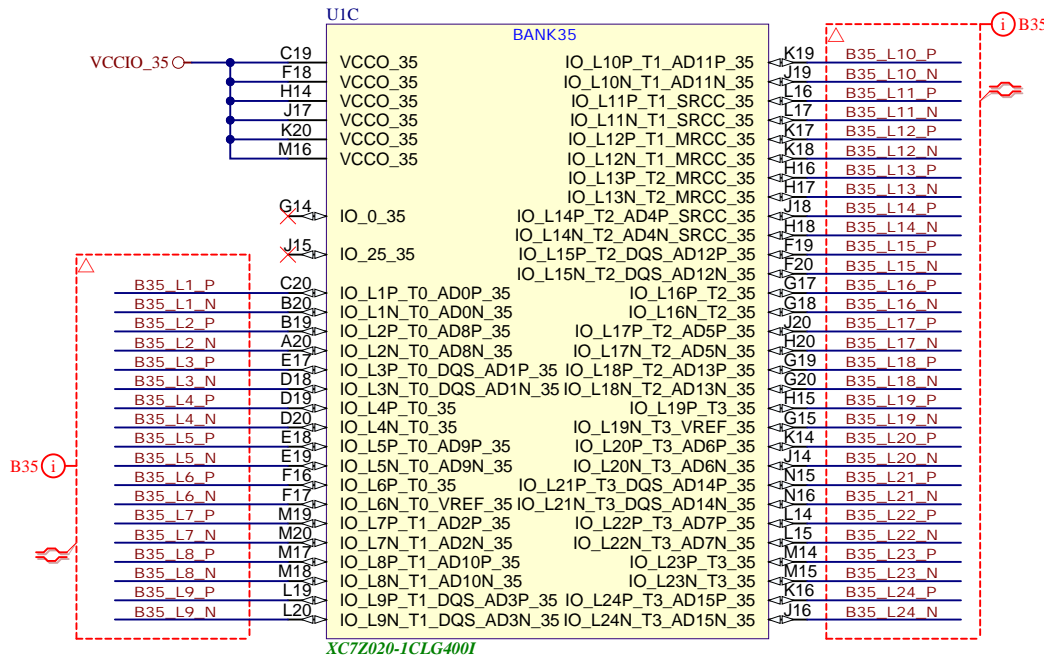 U1C
BANK35
B35
VCCIO_35
C19 VCCO_35
F18 VCCO_35
H14 VCCO_35
J17 VCCO_35
K20 VCCO_35
M16 VCCO_35
G14 IO_0_35
J15 IO_25_35
B35_L1_P C20 IO_L1P_T0_AD0P_35
B35_L1_N B20 IO_L1N_T0_AD0N_35
B35_L2_P B19 IO_L2P_T0_AD8P_35
B35_L2_N A20 IO_L2N_T0_AD8N_35
B35_L3_P E17 IO_L3P_T0_DQS_AD1P_35
B35_L3_N D18 IO_L3N_T0_DQS_AD1N_35
B35_L4_P D19 IO_L4P_T0_35
B35_L4_N D20 IO_L4N_T0_35
B35_L5_P E18 IO_L5P_T0_AD9P_35
B35_L5_N E19 IO_L5N_T0_AD9N_35
B35_L6_P F16 IO_L6P_T0_35
B35_L6_N F17 IO_L6N_T0_VREF_35
B35_L7_P M19 IO_L7P_T1_AD2P_35
B35_L7_N M20 IO_L7N_T1_AD2N_35
B35_L8_P M17 IO_L8P_T1_AD10P_35
B35_L8_N M18 IO_L8N_T1_AD10N_35
B35_L9_P L19 IO_L9P_T1_DQS_AD3P_35
B35_L9_N L20 IO_L9N_T1_DQS_AD3N_35
B35 i
IO_L10P_T1_AD11P_35 K19 B35_L10_P
IO_L10N_T1_AD11N_35 J19 B35_L10_N
IO_L11P_T1_SRCC_35 L16 B35_L11_P
IO_L11N_T1_SRCC_35 L17 B35_L11_N
IO_L12P_T1_MRCC_35 K17 B35_L12_P
IO_L12N_T1_MRCC_35 K18 B35_L12_N
IO_L13P_T2_MRCC_35 H16 B35_L13_P
IO_L13N_T2_MRCC_35 H17 B35_L13_N
IO_L14P_T2_AD4P_SRCC_35 J18 B35_L14_P
IO_L14N_T2_AD4N_SRCC_35 H18 B35_L14_N
IO_L15P_T2_DQS_AD12P_35 F19 B35_L15_P
IO_L15N_T2_DQS_AD12N_35 F20 B35_L15_N
IO_L16P_T2_35 G17 B35_L16_P
IO_L16N_T2_35 G18 B35_L16_N
IO_L17P_T2_AD5P_35 J20 B35_L17_P
IO_L17N_T2_AD5N_35 H20 B35_L17_N
IO_L18P_T2_AD13P_35 G19 B35_L18_P
IO_L18N_T2_AD13N_35 G20 B35_L18_N
IO_L19P_T3_35 H15 B35_L19_P
IO_L19N_T3_VREF_35 G15 B35_L19_N
IO_L20P_T3_AD6P_35 K14 B35_L20_P
IO_L20N_T3_AD6N_35 J14 B35_L20_N
IO_L21P_T3_DQS_AD14P_35 N15 B35_L21_P
IO_L21N_T3_DQS_AD14N_35 N16 B35_L21_N
IO_L22P_T3_AD7P_35 L14 B35_L22_P
IO_L22N_T3_AD7N_35 L15 B35_L22_N
IO_L23P_T3_35 M14 B35_L23_P
IO_L23N_T3_35 M15 B35_L23_N
IO_L24P_T3_AD15P_35 K16 B35_L24_P
IO_L24N_T3_AD15N_35 J16 B35_L24_N
i
XC7Z020-1CLG400I